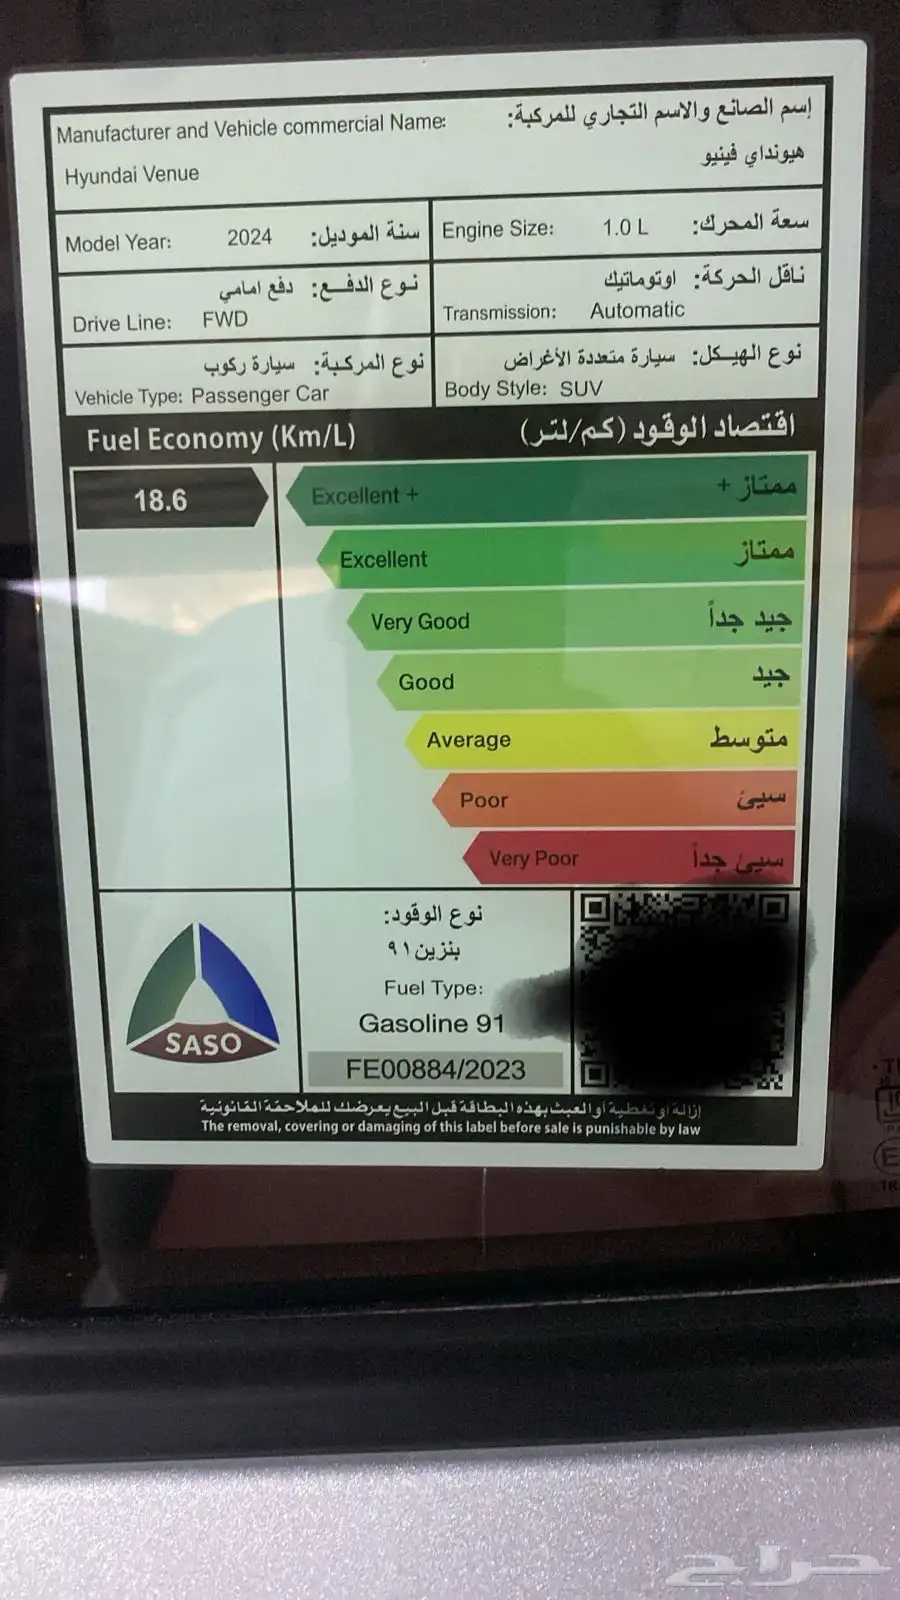 إسم الصانع والاسم التجاري للمركبة:
Manufacturer and Vehicle commercial Name:
هيونداي فينيو
Hyundai Venue
Model Year: 2024 سنة الموديل:
Engine Size: 1.0 L سعة المحرك:
نوع الدفع: دفع امامي
Drive Line: FWD
ناقل الحركة: اوتوماتيك
Transmission: Automatic
نوع المركبة: سيارة ركوب
Vehicle Type: Passenger Car
نوع الهيكل: سيارة متعددة الأغراض
Body Style: SUV
Fuel Economy (Km/L) اقتصاد الوقود (كم/لتر)
18.6
Excellent + ممتاز +
Excellent ممتاز
Very Good جيد جداً
Good جيد
Average متوسط
Poor سيئ
Very Poor سيئ جداً
SASO
نوع الوقود:
بنزين ٩١
Fuel Type:
Gasoline 91
FE00884/2023
إزالة أو تغطية أو العبث بهذه البطاقة قبل البيع يعرضك للملاحقة القانونية
The removal, covering or damaging of this label before sale is punishable by law
حراج